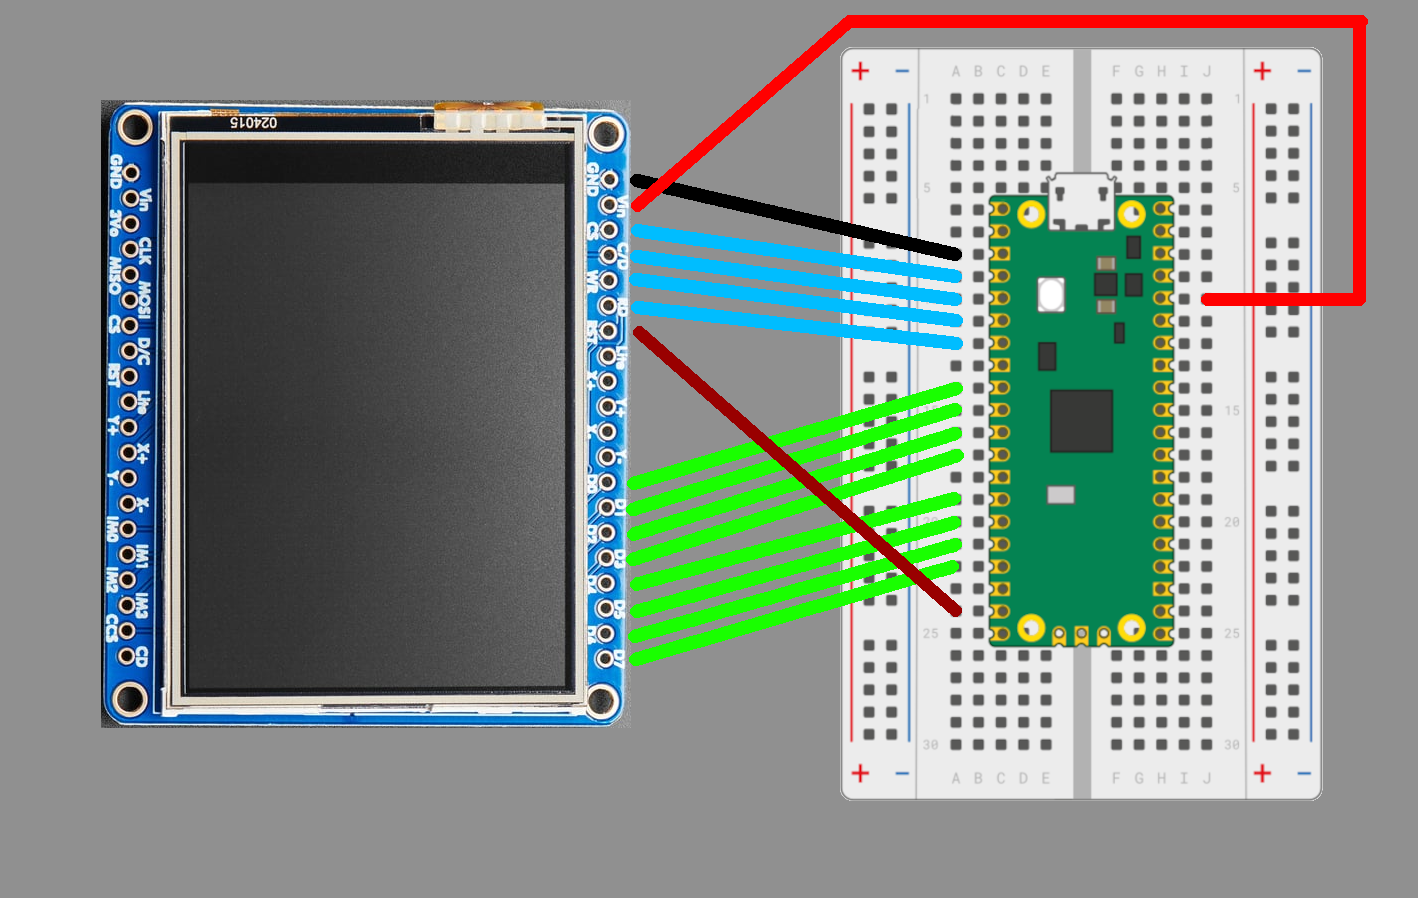 024015
GND
Vin
3Vo
CLK
MISO
MOSI
CS
D/C
RST
Lite
Y+
X+
Y-
X-
IM0
IM1
IM2
IM3
CCS
CD
GND
Vin
CS
C/D
WR
RD
RST
Lite
X+
Y+
X-
Y-
D0
D1
D2
D3
D4
D5
D6
D7
+ − A B C D E F G H I J + −
1 1
5 5
15
20 20
25 25
30 30
+ − A B C D E F G H I J + −